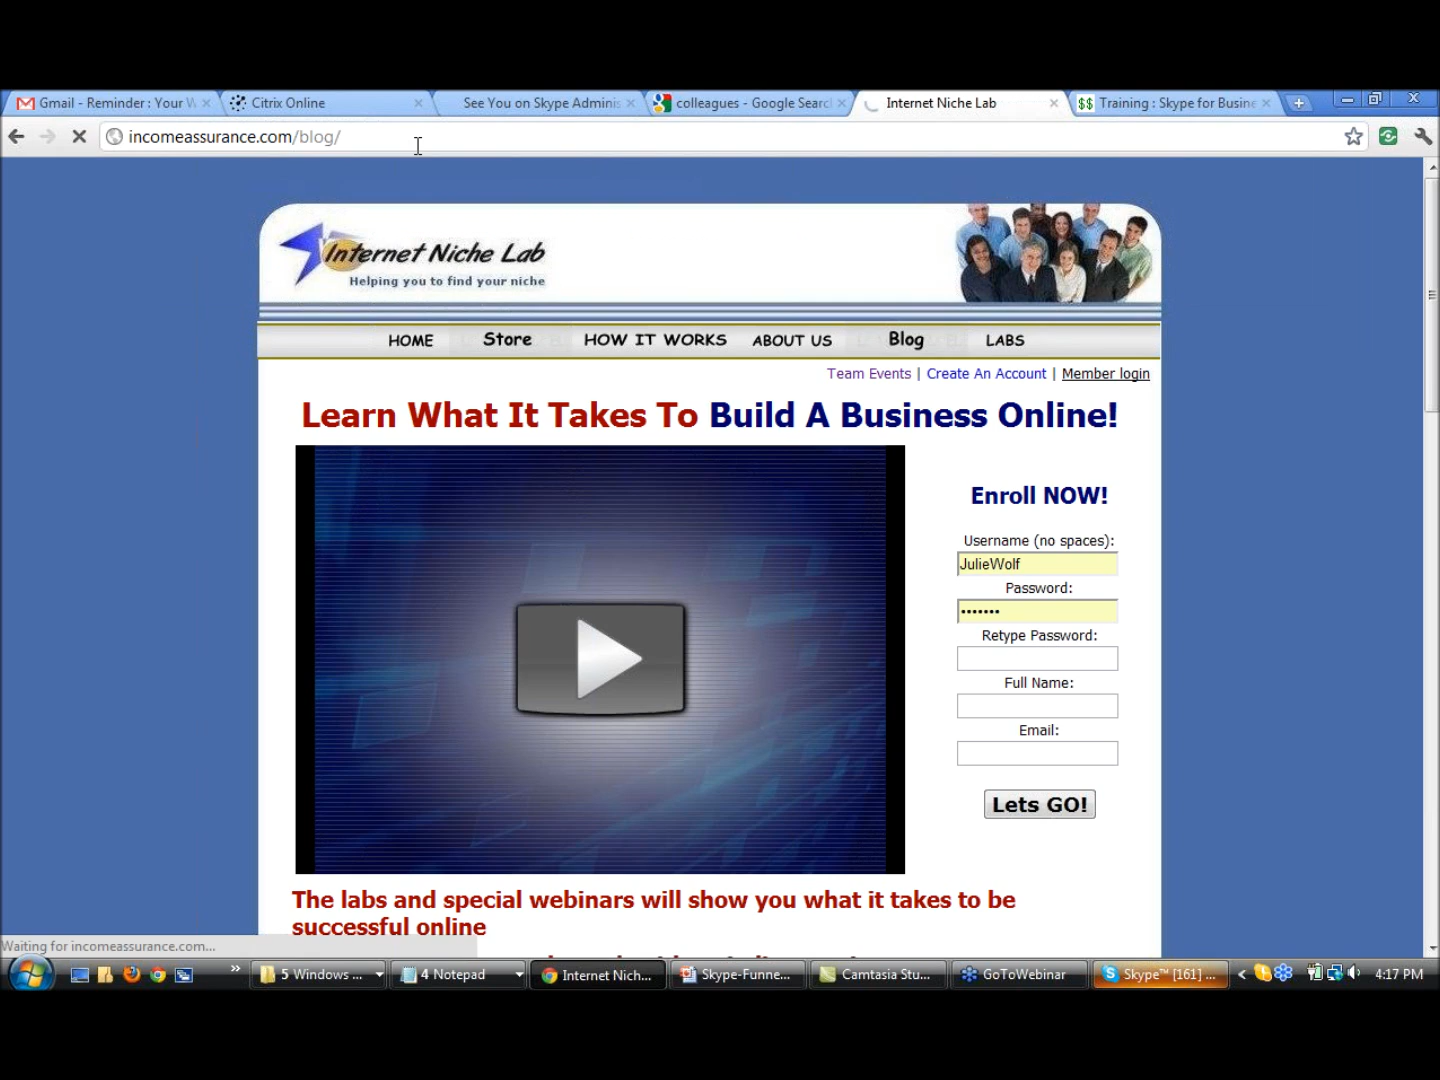 Gmail - Reminder : Your W
Citrix Online
See You on Skype Adminis
colleagues - Google Search
Internet Niche Lab
$$ Training : Skype for Busine
incomeassurance.com/blog/
Internet Niche Lab
Helping you to find your niche
HOME Store HOW IT WORKS ABOUT US Blog LABS
Team Events | Create An Account | Member login
Learn What It Takes To Build A Business Online!
Enroll NOW!
Username (no spaces):
JulieWolf
Password:
•••••••
Retype Password:
Full Name:
Email:
Lets GO!
The labs and special webinars will show you what it takes to be
successful online
Waiting for incomeassurance.com...
» 5 Windows ... 4 Notepad Internet Nich... Skype-Funne... Camtasia Stu... GoToWebinar Skype™ [161] ... < 4:17 PM